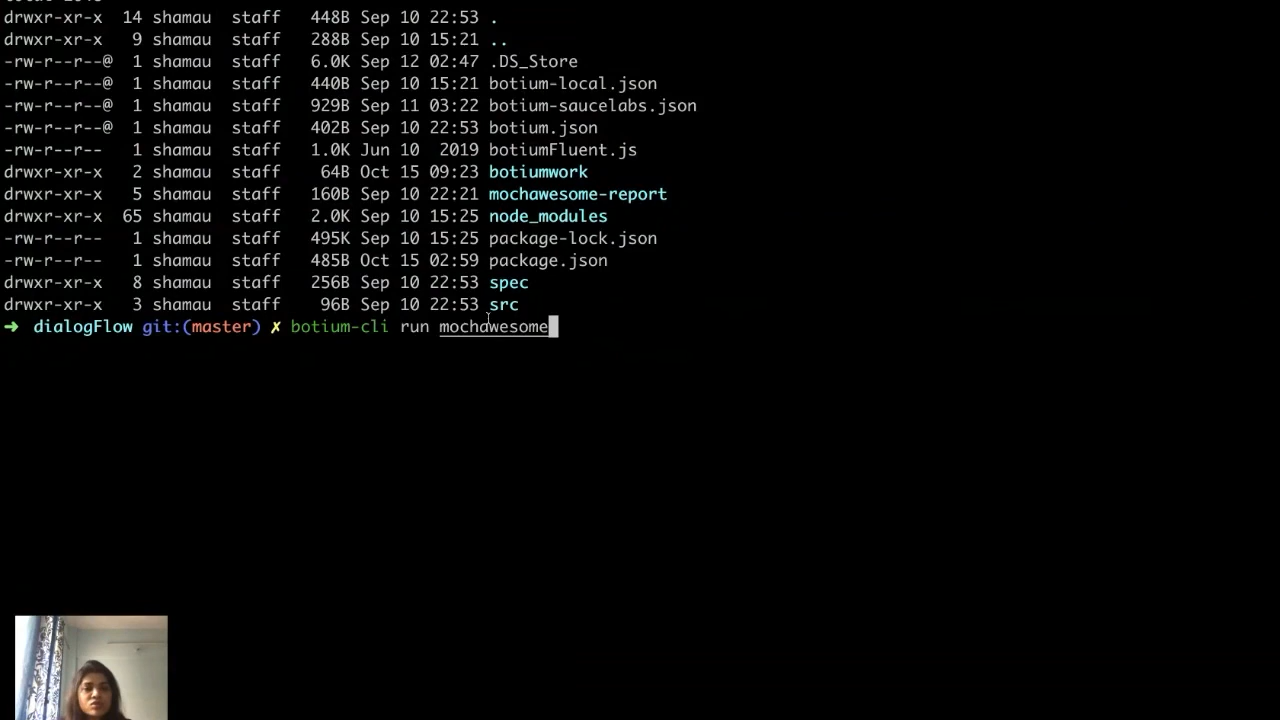 drwxr-xr-x 14 shamau staff 448B Sep 10 22:53 .
drwxr-xr-x 9 shamau staff 288B Sep 10 15:21 ..
-rw-r--r--@ 1 shamau staff 6.0K Sep 12 02:47 .DS_Store
-rw-r--r--@ 1 shamau staff 440B Sep 10 15:21 botium-local.json
-rw-r--r--@ 1 shamau staff 929B Sep 11 03:22 botium-saucelabs.json
-rw-r--r--@ 1 shamau staff 402B Sep 10 22:53 botium.json
-rw-r--r-- 1 shamau staff 1.0K Jun 10 2019 botiumFluent.js
drwxr-xr-x 2 shamau staff 64B Oct 15 09:23 botiumwork
drwxr-xr-x 5 shamau staff 160B Sep 10 22:21 mochawesome-report
drwxr-xr-x 65 shamau staff 2.0K Sep 10 15:25 node_modules
-rw-r--r-- 1 shamau staff 495K Sep 10 15:25 package-lock.json
-rw-r--r-- 1 shamau staff 485B Oct 15 02:59 package.json
drwxr-xr-x 8 shamau staff 256B Sep 10 22:53 spec
drwxr-xr-x 3 shamau staff 96B Sep 10 22:53 src
➜ dialogFlow git:(master) ✗ botium-cli run mochawesome